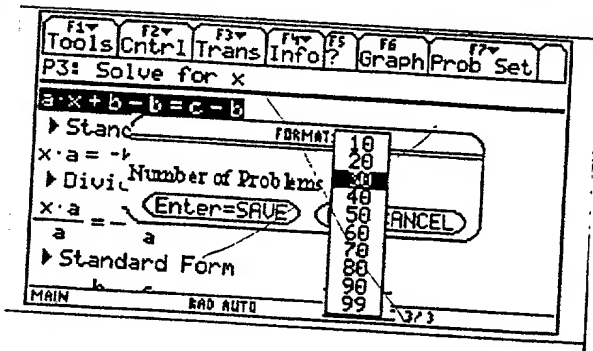 F1▾ F2▾ F3▾ F4▾ F5 F6 F7▾
Tools Cntrl Trans Info ? Graph Prob Set
P3: Solve for x
a·x+b-b=c-b
▶ Stand
FORMATS
x·a = -
Number of Problems
▶ Divi
Enter=SAVE
CANCEL
x·a
a
= -
a
▶ Standard Form
10
20
30
40
50
60
70
80
90
99
MAIN RAD AUTO 3/3